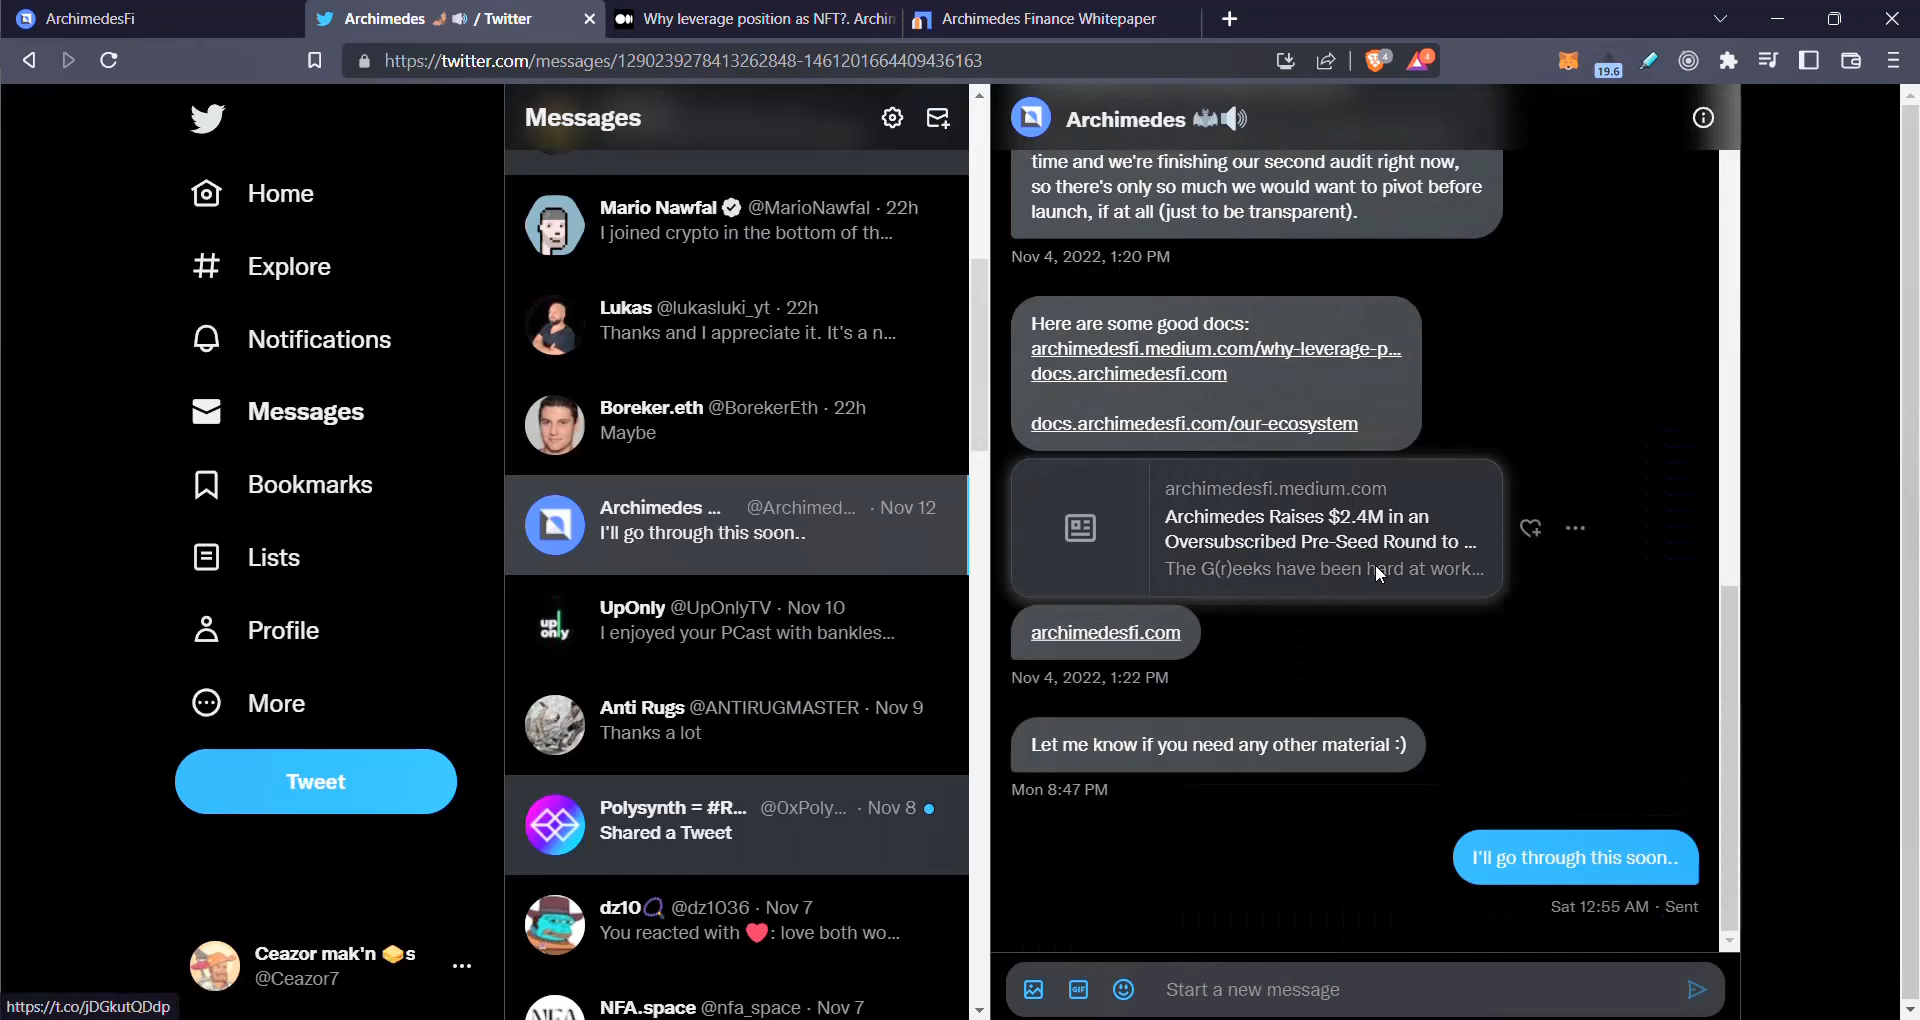 ArchimedesFi
Archimedes 🦽🔊 / Twitter
Why leverage position as NFT?. Archim
Archimedes Finance Whitepaper
https://twitter.com/messages/1290239278413262848-1461201664409436163
4
4
19.6
Home
Explore
Notifications
Messages
Bookmarks
Lists
Profile
More
Tweet
Ceazor mak'n 🧈s
@Ceazor7
https://t.co/jDGkutQDdp
Messages
Mario Nawfal @MarioNawfal · 22h
I joined crypto in the bottom of th...
Lukas @lukasluki_yt · 22h
Thanks and I appreciate it. It's a n...
Boreker.eth @BorekerEth · 22h
Maybe
Archimedes ... @Archimed... · Nov 12
I'll go through this soon..
up
only
UpOnly @UpOnlyTV · Nov 10
I enjoyed your PCast with bankles...
Anti Rugs @ANTIRUGMASTER · Nov 9
Thanks a lot
Polysynth = #R... @0xPoly... · Nov 8
Shared a Tweet
dz10 @dz1036 · Nov 7
You reacted with ❤️: love both wo...
NFA
NFA.space @nfa_space · Nov 7
Archimedes 🦇🔊
time and we're finishing our second audit right now,
so there's only so much we would want to pivot before
launch, if at all (just to be transparent).
Nov 4, 2022, 1:20 PM
Here are some good docs:
archimedesfi.medium.com/why-leverage-p...
docs.archimedesfi.com
docs.archimedesfi.com/our-ecosystem
archimedesfi.medium.com
Archimedes Raises $2.4M in an
Oversubscribed Pre-Seed Round to ...
The G(r)eeks have been hard at work...
archimedesfi.com
Nov 4, 2022, 1:22 PM
Let me know if you need any other material :)
Mon 8:47 PM
I'll go through this soon..
Sat 12:55 AM · Sent
GIF
Start a new message